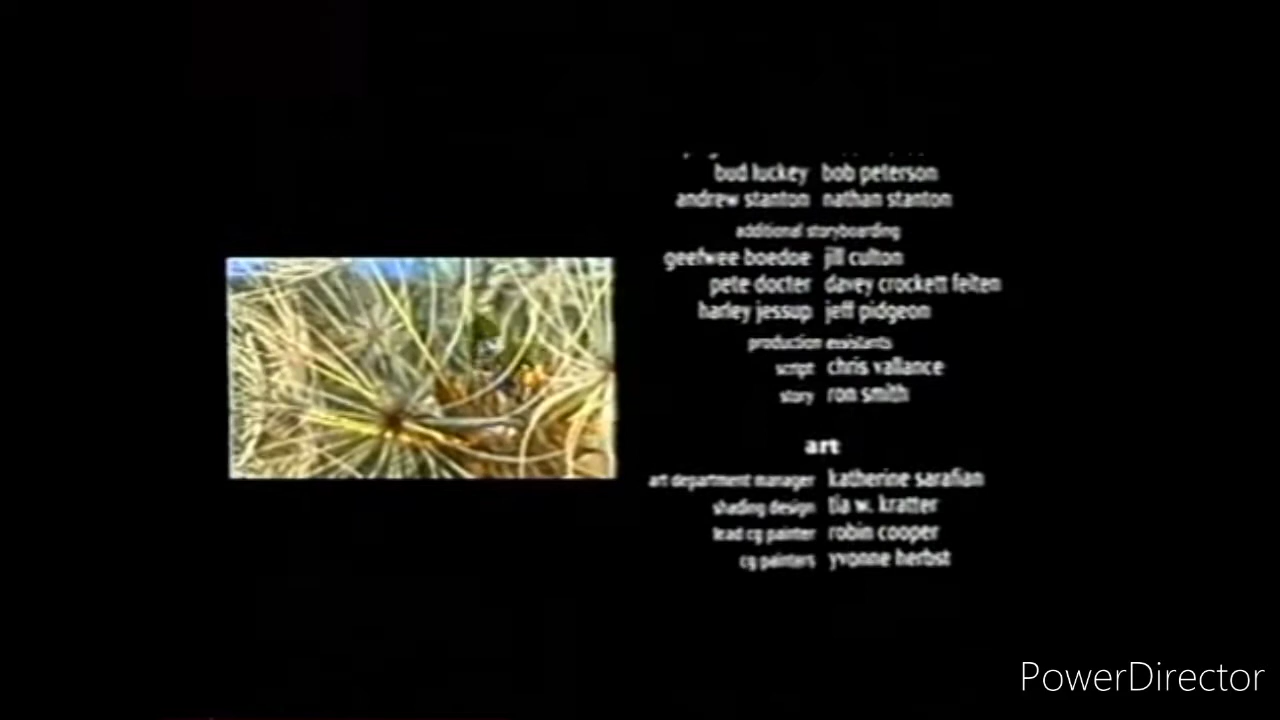 bud luckey bob peterson
andrew stanton nathan stanton
additional storyboarding
geefwee boedoe jill culton
pete docter davey crockett feiten
harley jessup jeff pidgeon
production assistants
script chris vallance
story ron smith
art
art department manager katherine sarafian
shading design tia w. kratter
lead cg painter robin cooper
cg painters yvonne herbst
PowerDirector